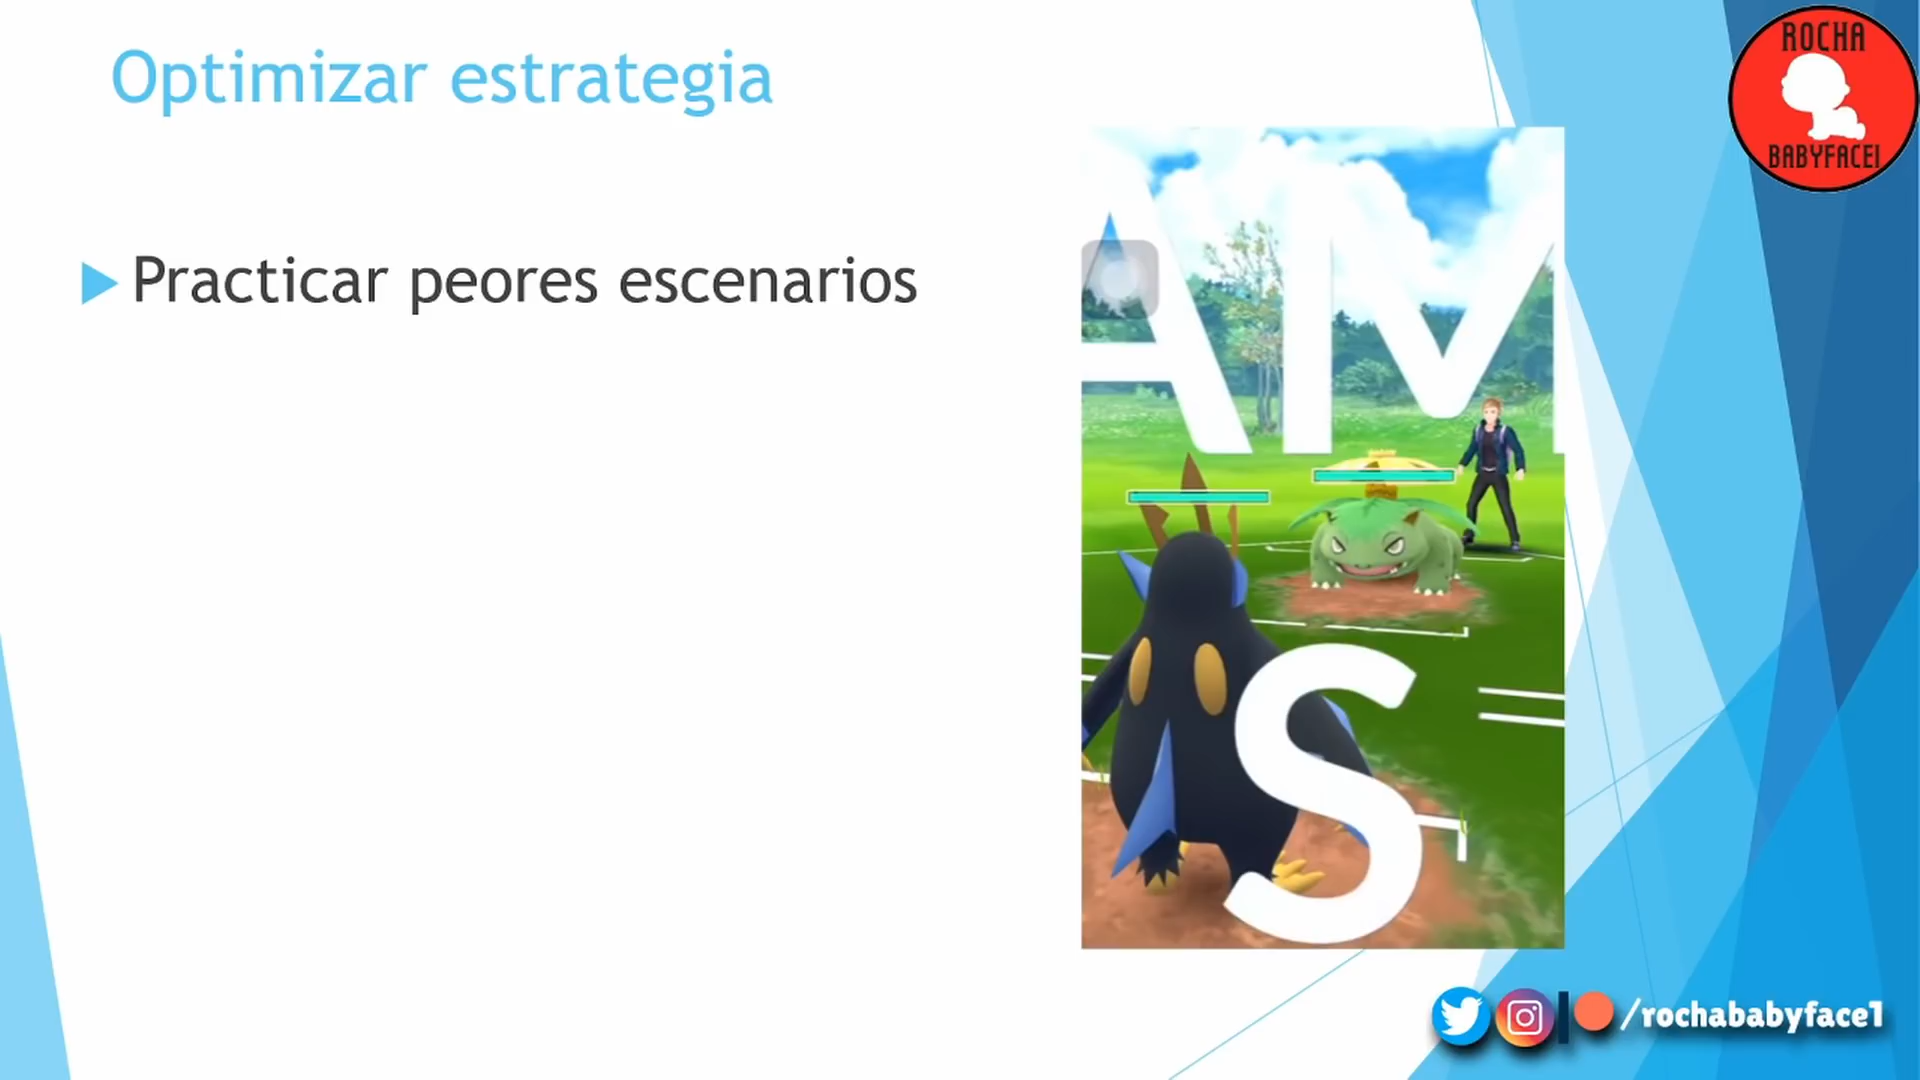 Optimizar estrategia
ROCHA
BABYFACE1
Practicar peores escenarios
AM
S
/rochababyface1